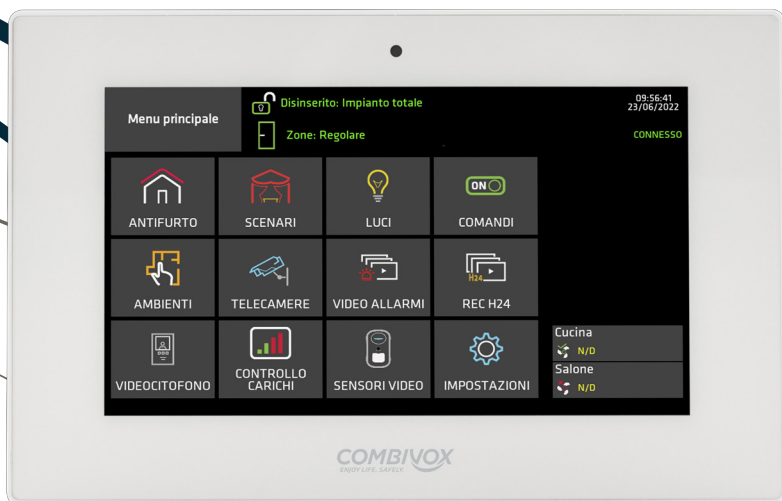 Menu principale
Disinserito: Impianto totale
Zone: Regolare
09:56:41
23/06/2022
CONNESSO
ANTIFURTO
SCENARI
ON
LUCI
COMANDI
AMBIENTI
TELECAMERE
VIDEO ALLARMI
H24
REC H24
VIDEOCITOFONO
CONTROLLO
CARICHI
SENSORI VIDEO
IMPOSTAZIONI
Cucina
N/D
Salone
N/D
COMBIVOX
ENJOY LIFE. SAFELY.